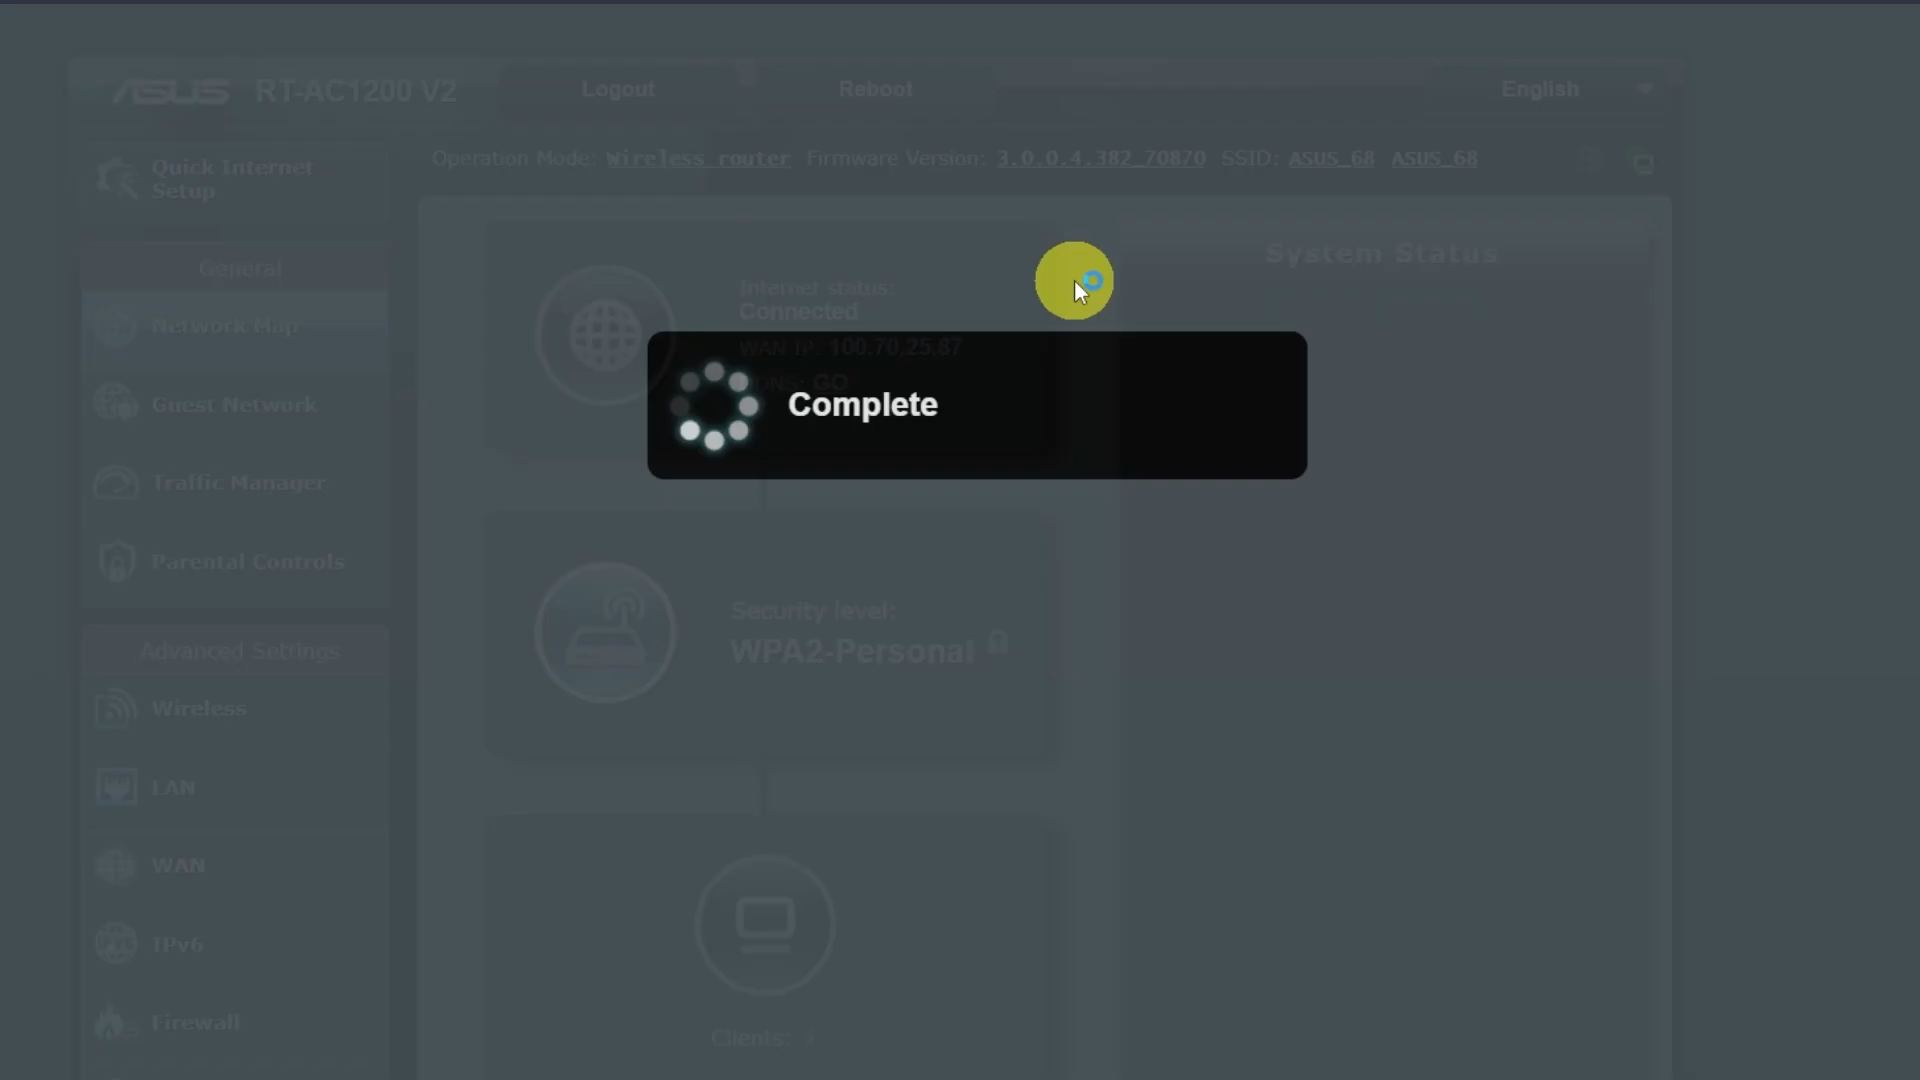 ASUS RT-AC1200 V2 Logout Reboot English
Operation Mode: Wireless router Firmware Version: 3.0.0.4.382_70870 SSID: ASUS_68 ASUS_68
Quick Internet
Setup
General
Network Map
Guest Network
Traffic Manager
Parental Controls
Advanced Settings
Wireless
LAN
WAN
IPv6
Firewall
Internet status:
Connected
WAN IP: 100.70.25.87
DDNS: GO
Complete
Security level:
WPA2-Personal
Clients:
System Status